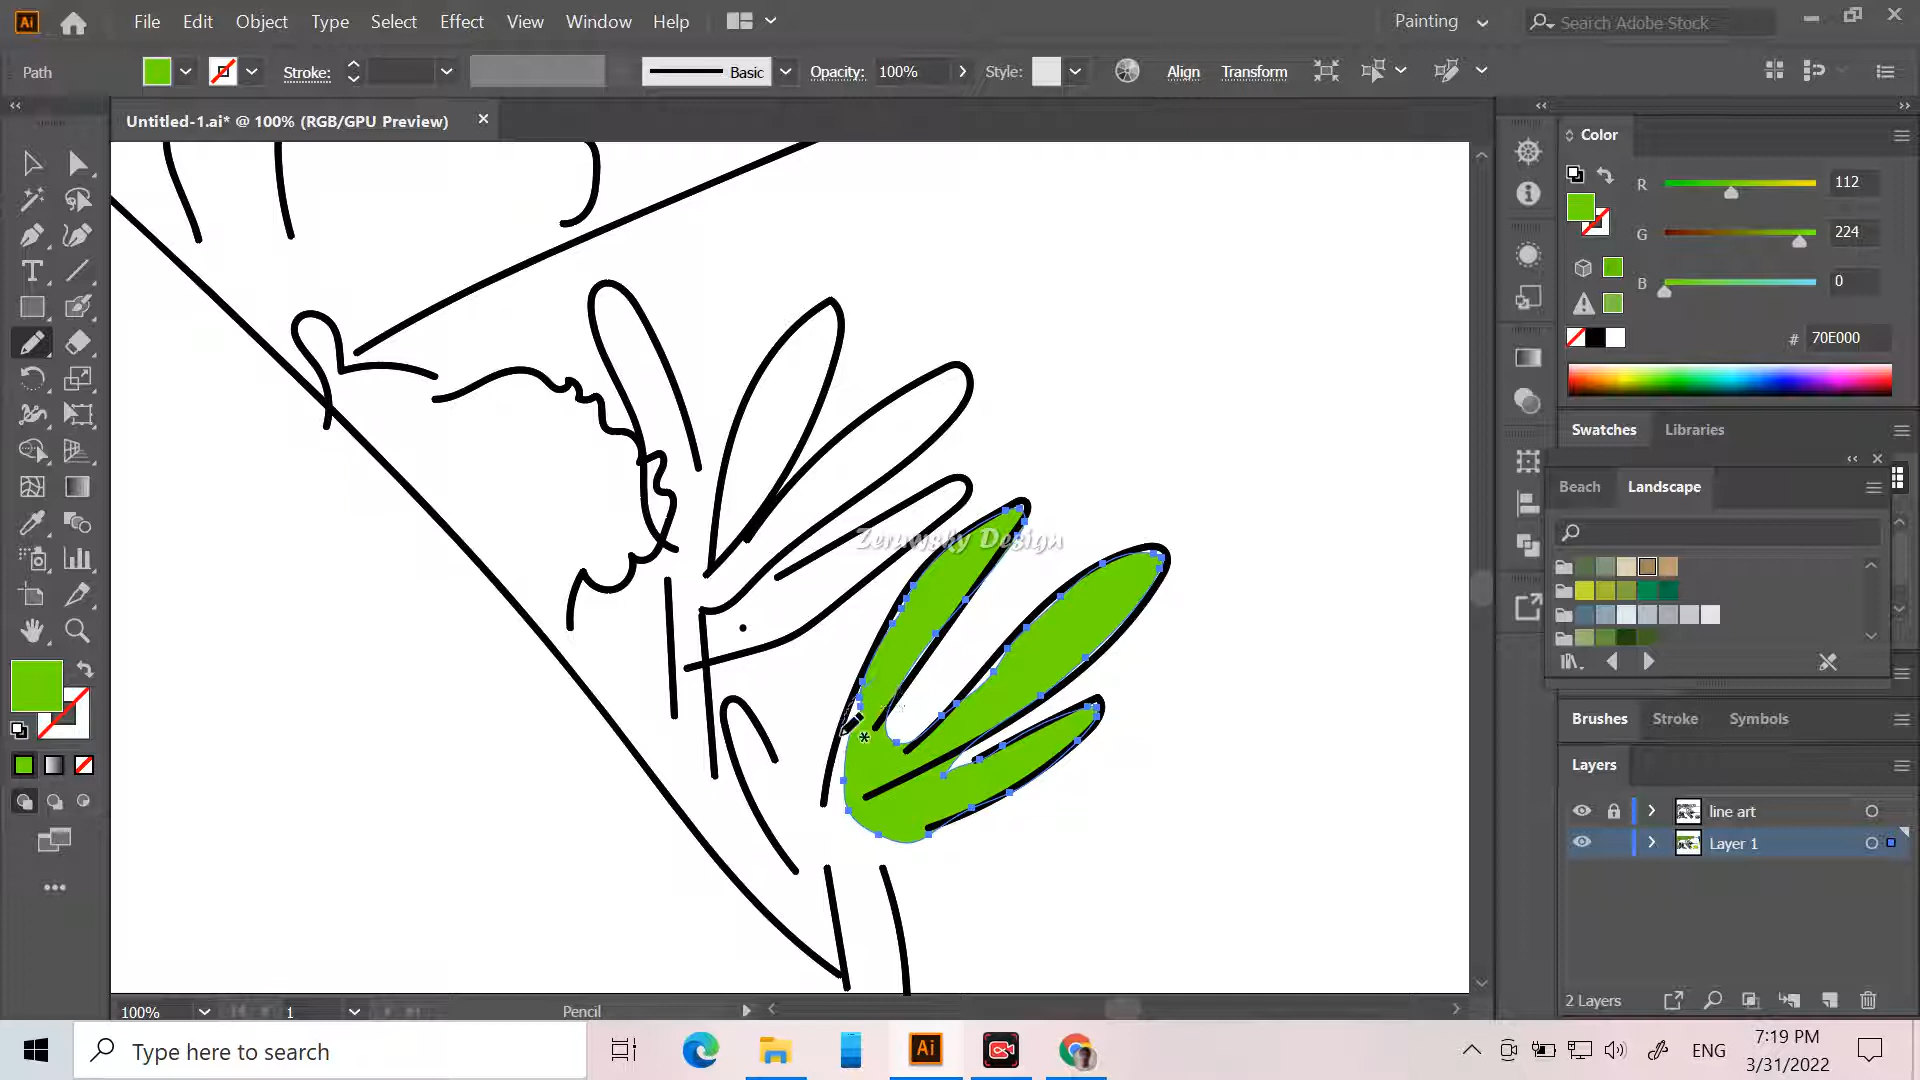 Ai File Edit Object Type Select Effect View Window Help Painting Search Adobe Stock
Path Stroke: Basic Opacity: 100% Style: Align Transform
Untitled-1.ai* @ 100% (RGB/GPU Preview)
Color
R 112
G 224
B 0
# 70E000
Swatches Libraries
Beach Landscape
Zeruwsky Design
Brushes Stroke Symbols
Layers
line art
Layer 1
2 Layers
100% 1 Pencil
Type here to search
Ai
ENG
7:19 PM
3/31/2022